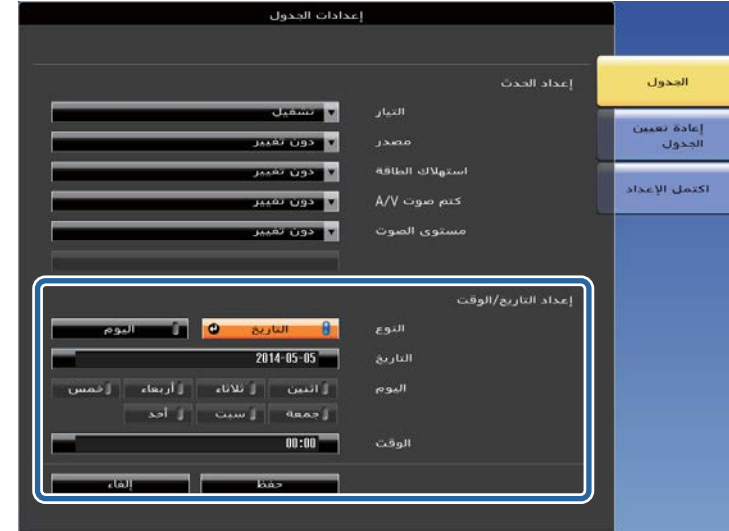 إعدادات الجدول
الجدول
إعادة تعيين
الجدول
اكتمل الإعداد
إعداد الحدث
التيار تشغيل
مصدر دون تغيير
استهلاك الطاقة دون تغيير
كتم صوت A/V دون تغيير
مستوى الصوت دون تغيير
إعداد التاريخ/الوقت
النوع التاريخ اليوم
التاريخ 2014-05-05
اليوم اثنين ثلاثاء أربعاء خمس
جمعة سبت أحد
الوقت 00:00
حفظ إلغاء